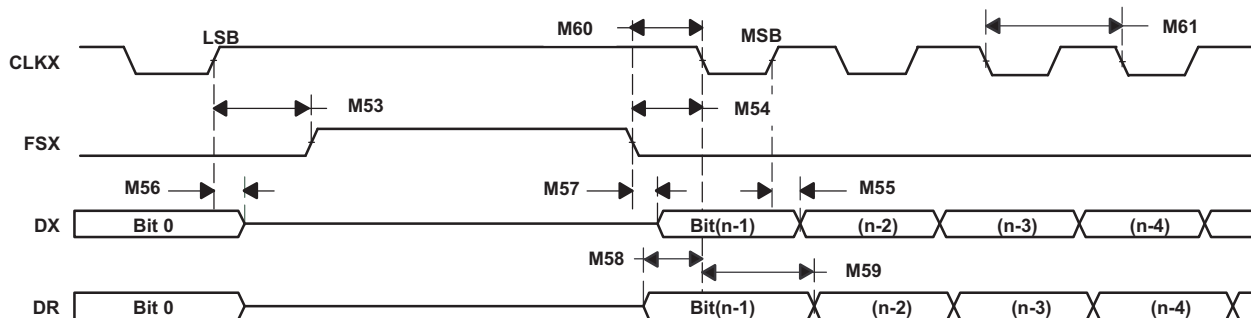 LSB M60 MSB M61
CLKX
M53 M54
FSX
M56 M57 M55
DX Bit 0 Bit(n-1) (n-2) (n-3) (n-4)
M58 M59
DR Bit 0 Bit(n-1) (n-2) (n-3) (n-4)